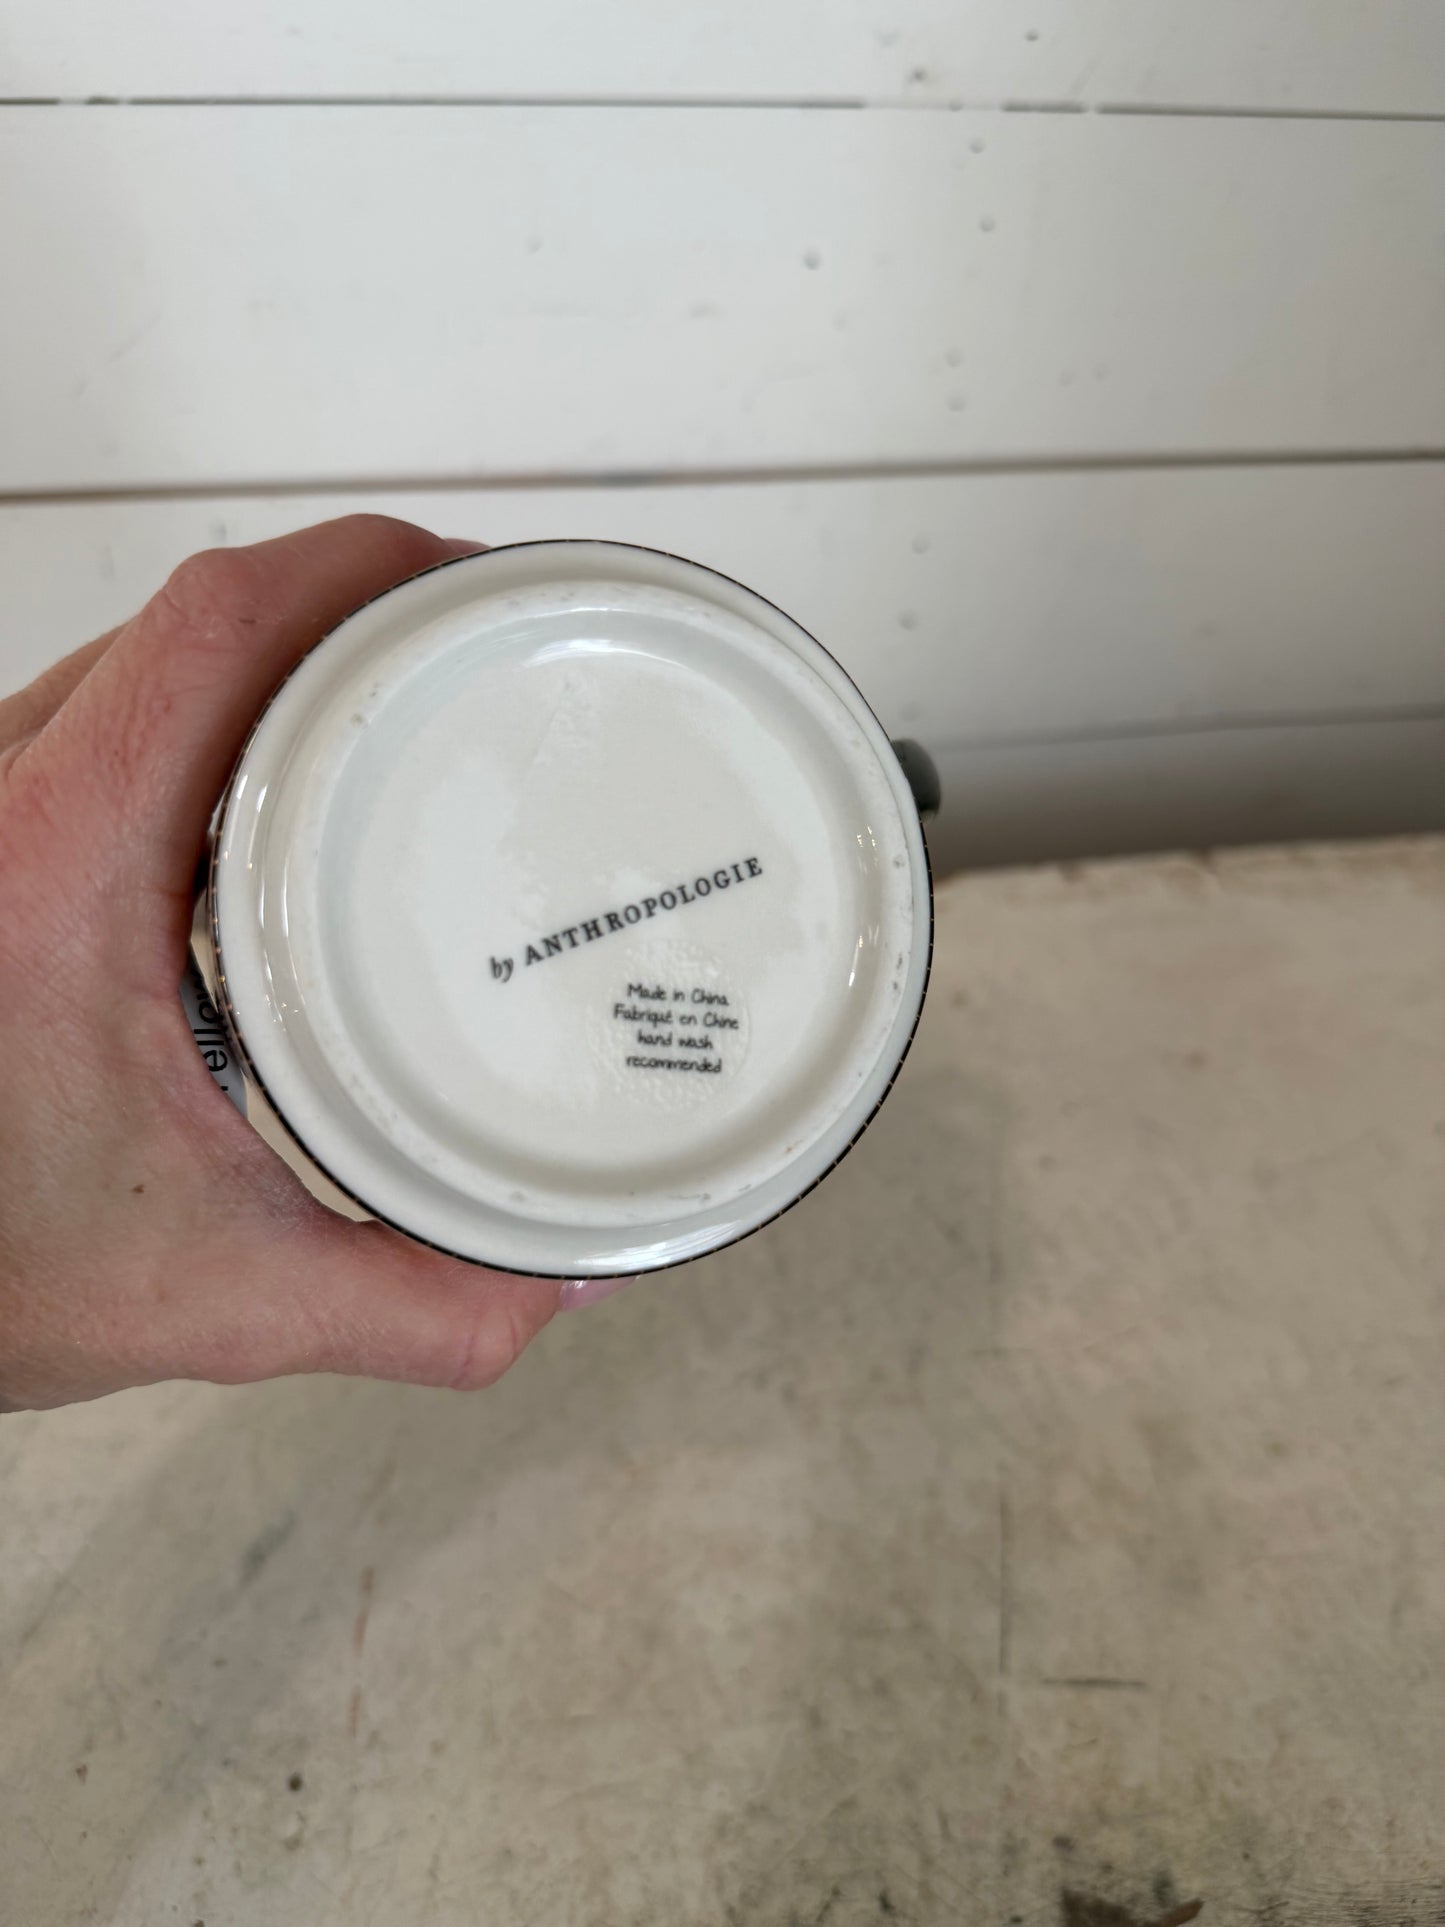 by ANTHROPOLOGIE
Made in China
Fabriqué en Chine
hand wash
recommended